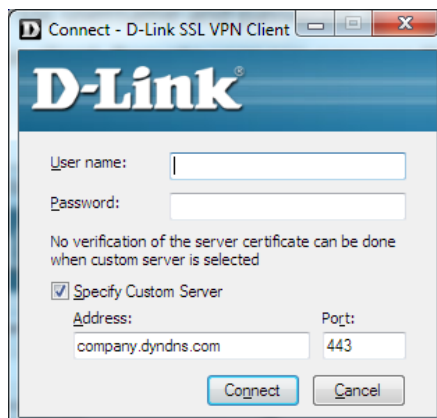 D Connect - D-Link SSL VPN Client
D-Link®
User name:
Password:
No verification of the server certificate can be done
when custom server is selected
Specify Custom Server
Address: Port:
company.dyndns.com 443
Connect Cancel